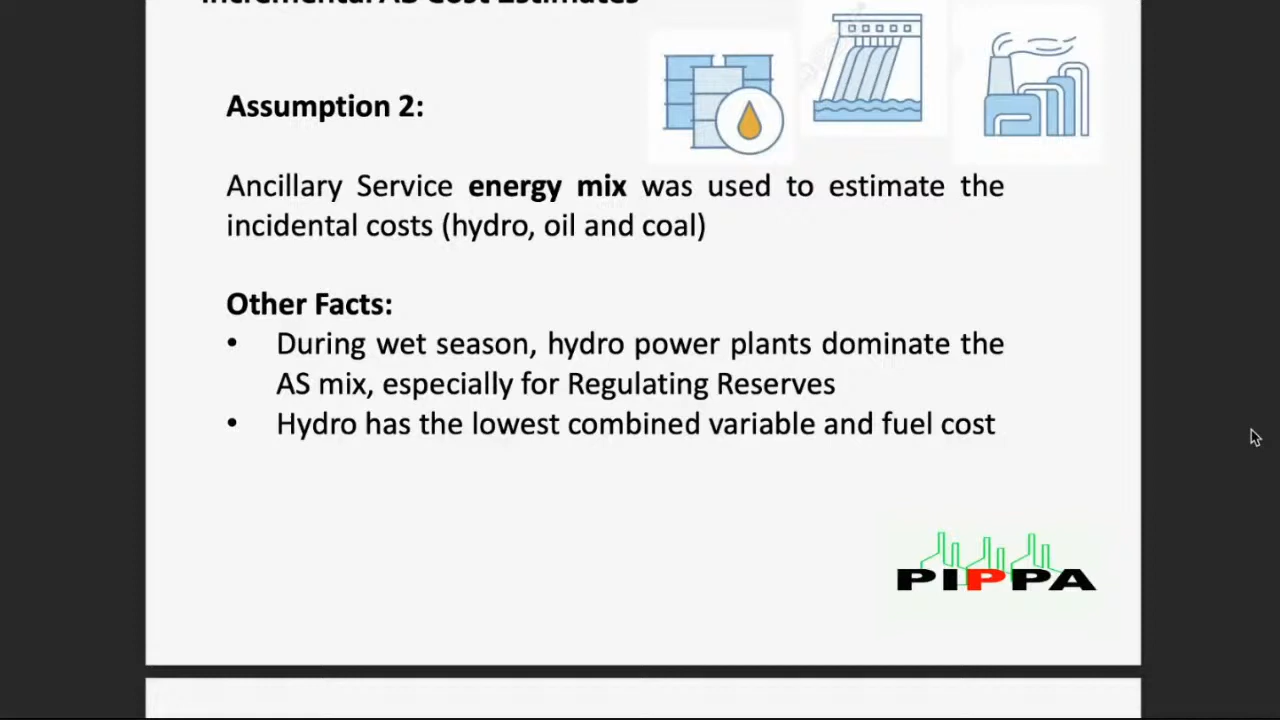 Incremental AS Cost Estimates
Assumption 2:
Ancillary Service energy mix was used to estimate the
incidental costs (hydro, oil and coal)
Other Facts:
• During wet season, hydro power plants dominate the
AS mix, especially for Regulating Reserves
• Hydro has the lowest combined variable and fuel cost
PIPPA